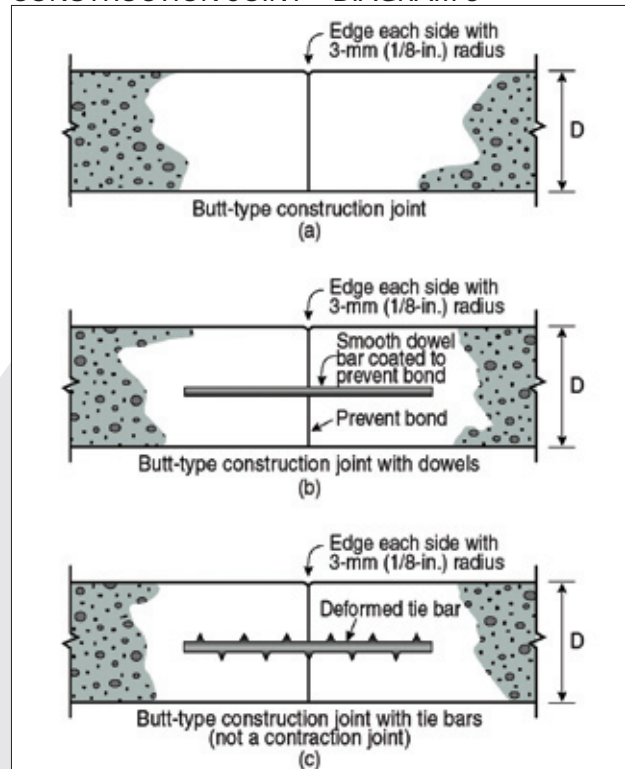 Edge each side with
3-mm (1/8-in.) radius
D
Butt-type construction joint
(a)
Edge each side with
3-mm (1/8-in.) radius
Smooth dowel
bar coated to
prevent bond
D
Prevent bond
Butt-type construction joint with dowels
(b)
Edge each side with
3-mm (1/8-in.) radius
Deformed tie bar
D
Butt-type construction joint with tie bars
(not a contraction joint)
(c)